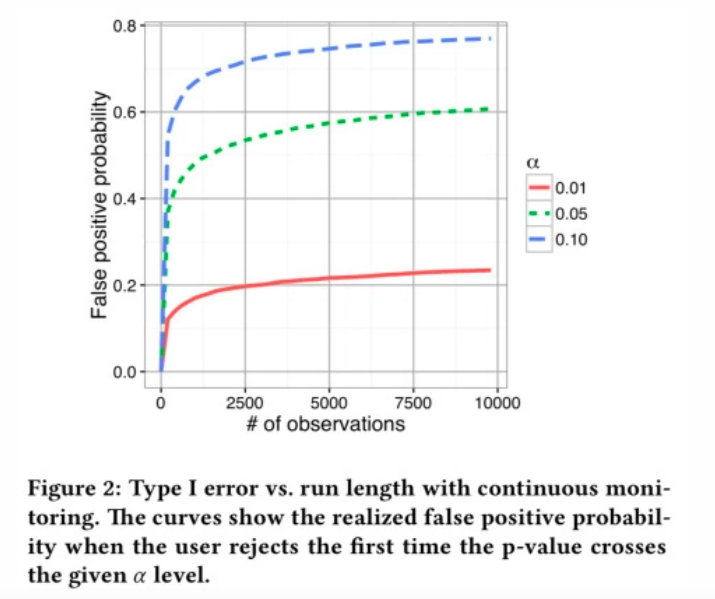 0.8
0.6
0.4
0.2
0.0
False positive probability
0
2500
5000
7500
10000
# of observations
α
0.01
0.05
0.10
Figure 2: Type I error vs. run length with continuous moni-
toring. The curves show the realized false positive probabil-
ity when the user rejects the first time the p-value crosses
the given α level.